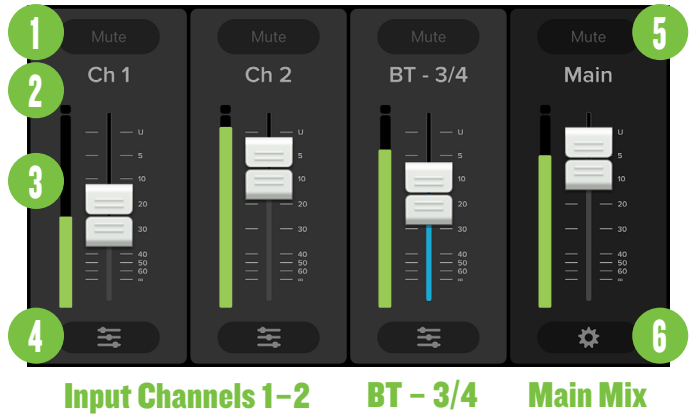 1 Mute Mute Mute Mute 5
2 Ch 1 Ch 2 BT - 3/4 Main
U U U U
5 5 5 5
3 10 10 10 10
20 20 20 20
30 30 30 30
40 40 40 40
50 50 50 50
60 60 60 60
∞ ∞ ∞ ∞
4 6
Input Channels 1–2 BT – 3/4 Main Mix